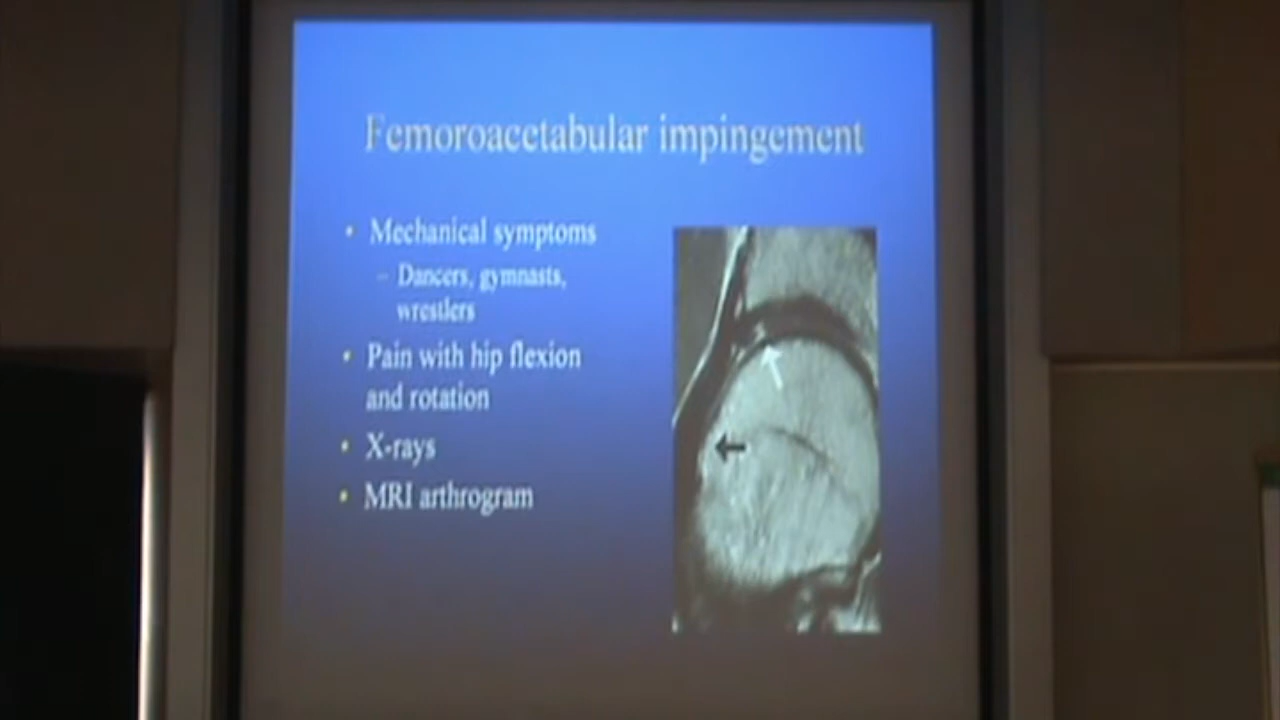 Femoroacetabular impingement
• Mechanical symptoms
– Dancers, gymnasts,
wrestlers
• Pain with hip flexion
and rotation
• X-rays
• MRI arthrogram